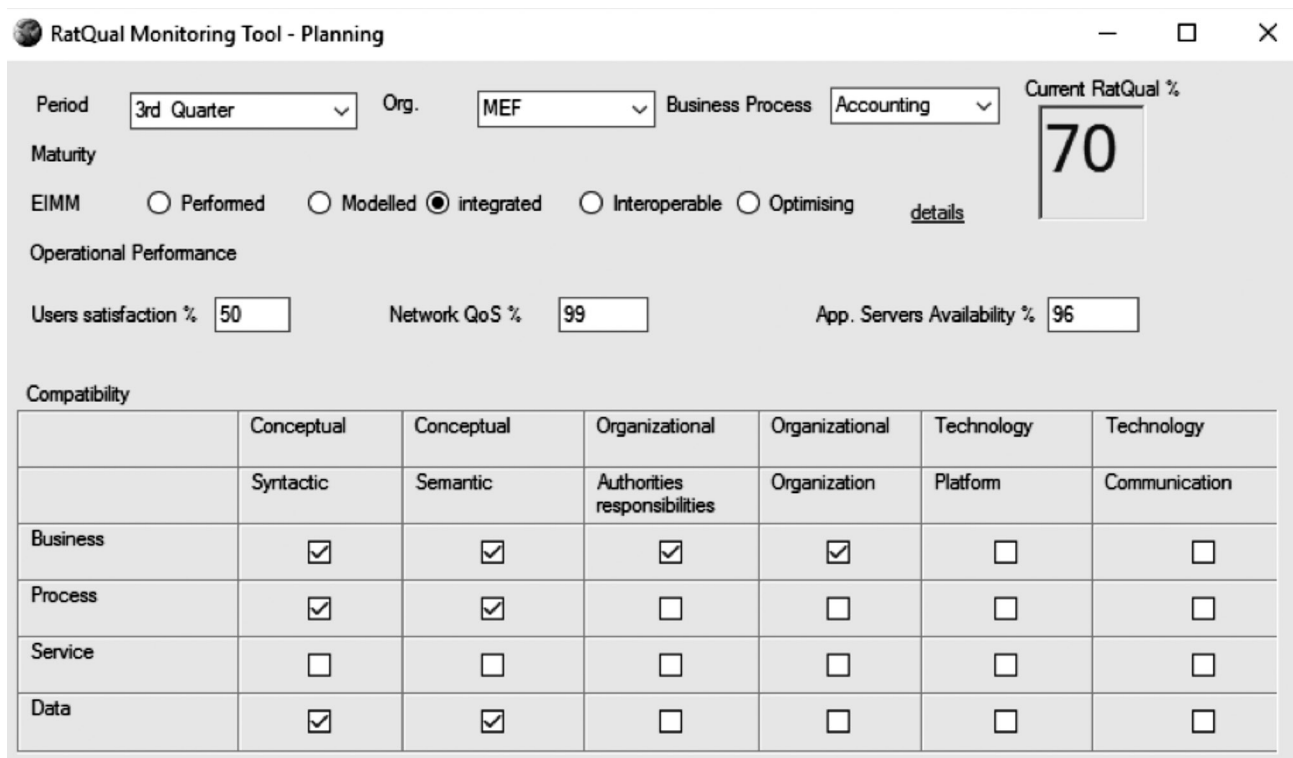 RatQual Monitoring Tool - Planning
Period 3rd Quarter Org. MEF Business Process Accounting Current RatQual %
70
Maturity
EIMM Performed Modelled integrated Interoperable Optimising details
Operational Performance
Users satisfaction % 50 Network QoS % 99 App. Servers Availability % 96
Compatibility
Conceptual Conceptual Organizational Organizational Technology Technology
Syntactic Semantic Authorities responsibilities Organization Platform Communication
Business
Process
Service
Data